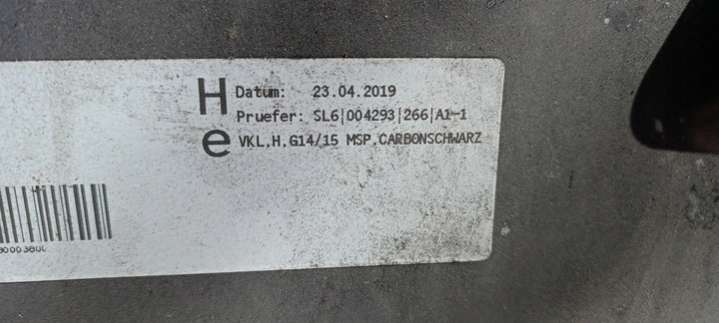 H
e
Datum: 23.04.2019
Pruefer: SL6|004293|266|A1-1
VKL.H.G14/15 MSP.CARBONSCHWARZ